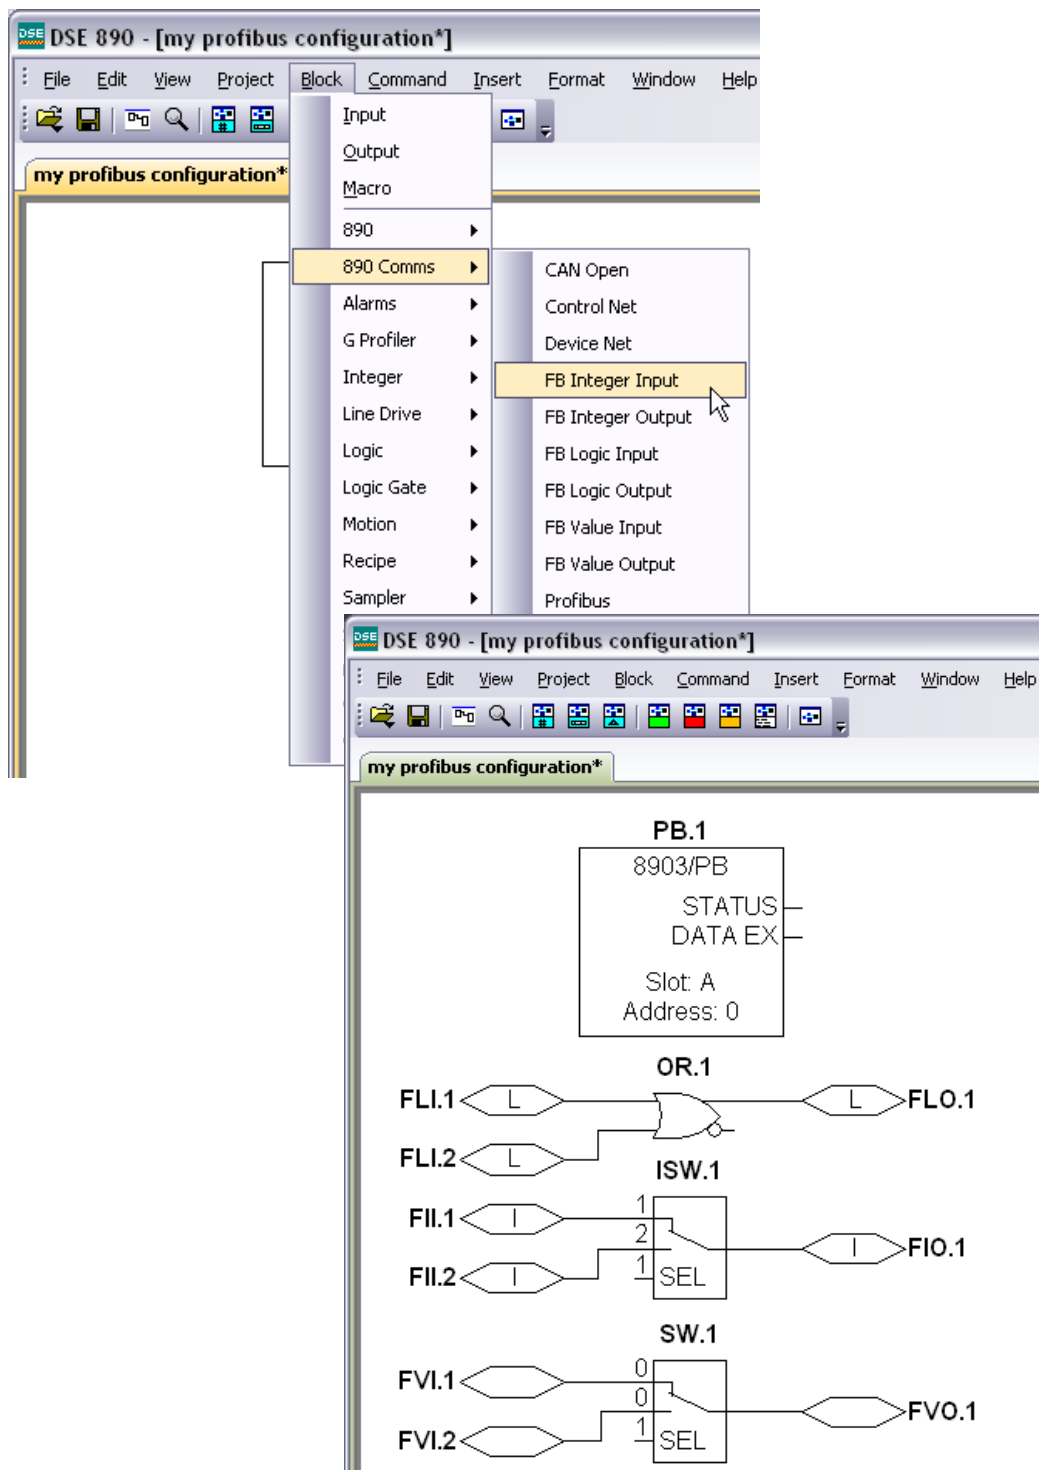 DSE DSE 890 - [my profibus configuration*]
File Edit View Project Block Command Insert Format Window Help
my profibus configuration*
Input
Output
Macro
890
890 Comms
Alarms
G Profiler
Integer
Line Drive
Logic
Logic Gate
Motion
Recipe
Sampler
CAN Open
Control Net
Device Net
FB Integer Input
FB Integer Output
FB Logic Input
FB Logic Output
FB Value Input
FB Value Output
Profibus
DSE DSE 890 - [my profibus configuration*]
File Edit View Project Block Command Insert Format Window Help
my profibus configuration*
PB.1
8903/PB
STATUS
DATA EX
Slot: A
Address: 0
OR.1
FLI.1 L L FLO.1
FLI.2 L
ISW.1
FII.1 I 1
2 I FIO.1
FII.2 I 1 SEL
SW.1
FVI.1 0
0 FVO.1
FVI.2 1 SEL